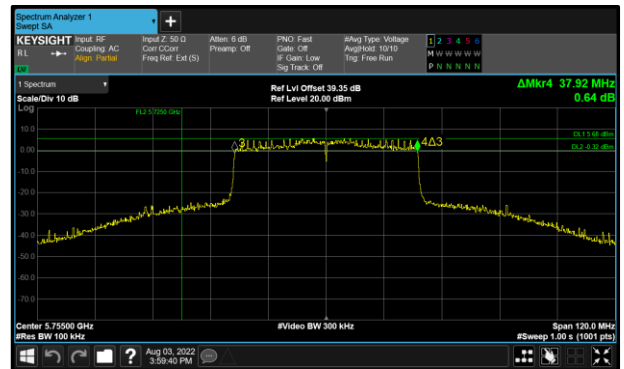 Spectrum Analyzer 1
Swept SA
+
KEYSIGHT Input: RF Input Z: 50 Ω Atten: 6 dB PNO: Fast #Avg Type: Voltage 1 2 3 4 5 6
RL Coupling: AC Corr CCorr Preamp: Off Gate: Off Avg|Hold: 10/10 M W W W W W
Align: Partial Freq Ref: Ext (S) IF Gain: Low Trig: Free Run
Sig Track: Off P N N N N N
1 Spectrum Ref Lvl Offset 39.35 dB ΔMkr4 37.92 MHz
Scale/Div 10 dB Ref Level 20.00 dBm 0.64 dB
Log FL2 5.7250 GHz
10.0 DL1 5.68 dBm
0.00 3 4Δ3 DL2 -0.32 dBm
-10.0
-20.0
-30.0
-40.0
-50.0
-60.0
-70.0
Center 5.75500 GHz #Video BW 300 kHz Span 120.0 MHz
#Res BW 100 kHz #Sweep 1.00 s (1001 pts)
? Aug 03, 2022
3:59:40 PM